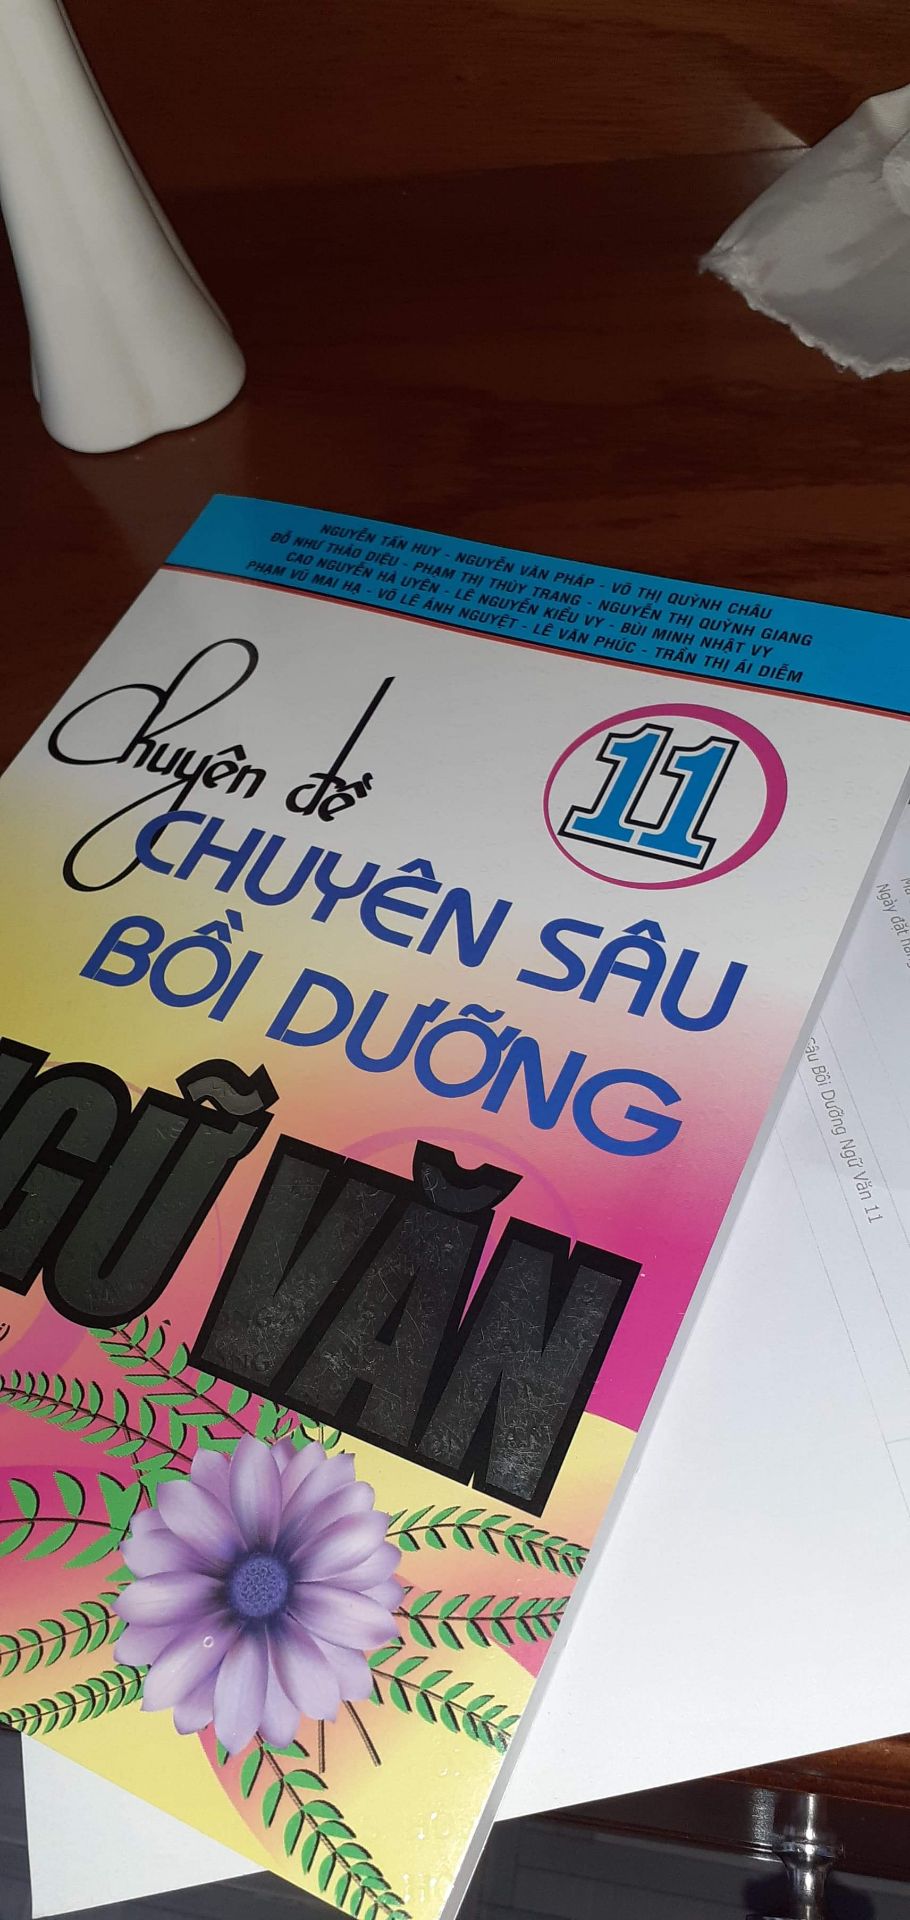 NGUYỄN TẤN HUY - NGUYỄN VĂN PHÁP - VÕ THỊ QUỲNH CHÂU
ĐỖ NHƯ THẢO DIỆU - PHẠM THỊ THÙY TRANG - NGUYỄN THỊ QUỲNH GIANG
CAO NGUYỄN HÀ UYÊN - LÊ NGUYỄN KIỀU VY - BÙI MINH NHẬT VY
PHẠM VŨ MAI HẠ - VÕ LÊ ÁNH NGUYỆT - LÊ VĂN PHÚC - TRẦN THỊ ÁI DIỄM
Chuyên đề
11
CHUYÊN SÂU
BỒI DƯỠNG
NGỮ VĂN
Ngày đặt hàng
Sâu Bồi Dưỡng Ngữ Văn 11